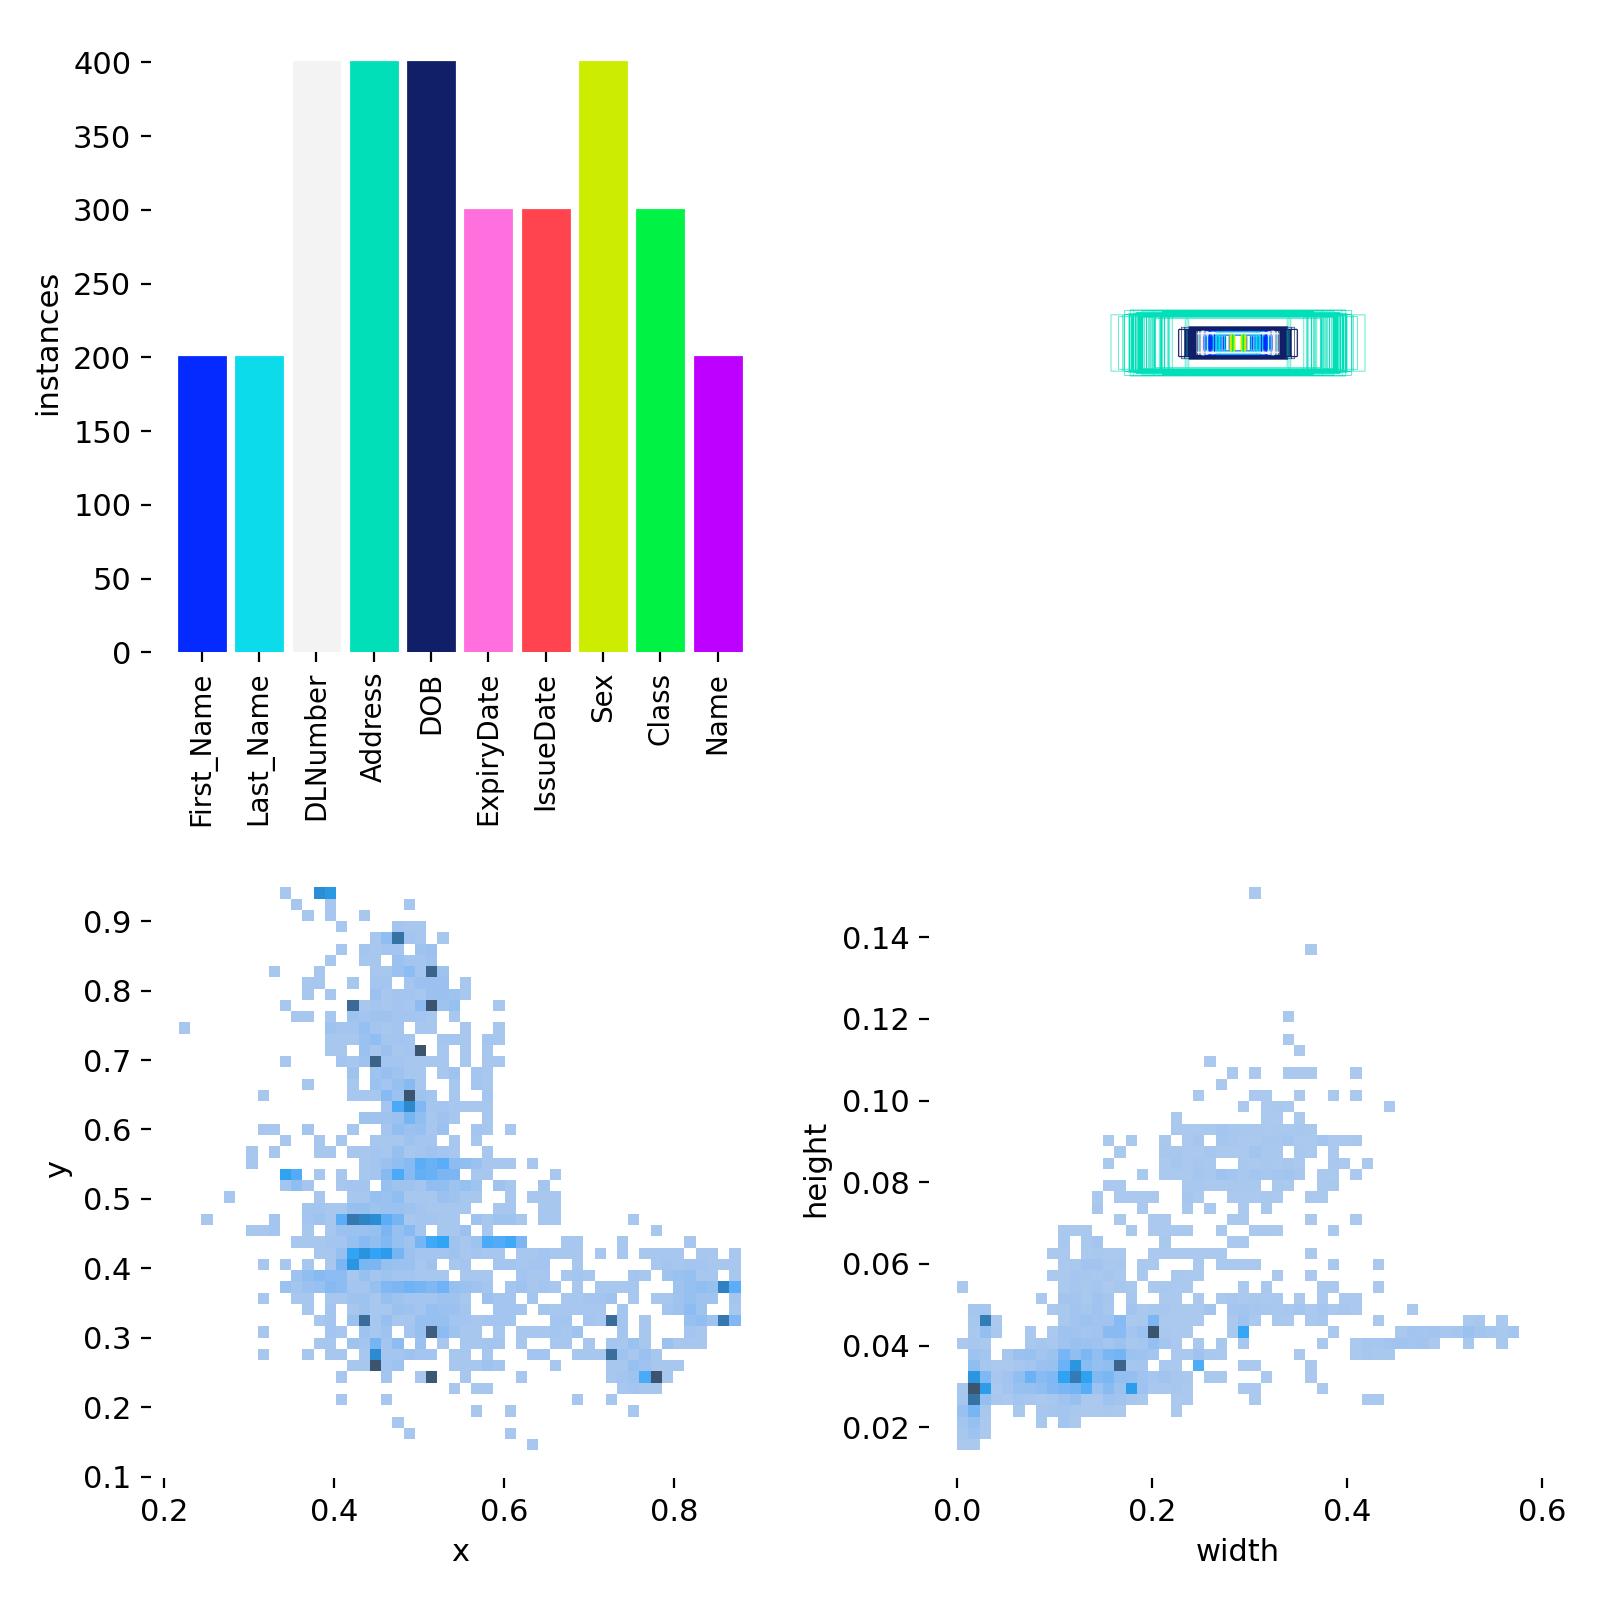 400
350
300
250
200
150
100
50
0
instances
First_Name
Last_Name
DLNumber
Address
DOB
ExpiryDate
IssueDate
Sex
Class
Name
0.9
0.8
0.7
0.6
0.5
0.4
0.3
0.2
0.1
y
0.2 0.4 0.6 0.8
x
0.14
0.12
0.10
0.08
0.06
0.04
0.02
height
0.0 0.2 0.4 0.6
width